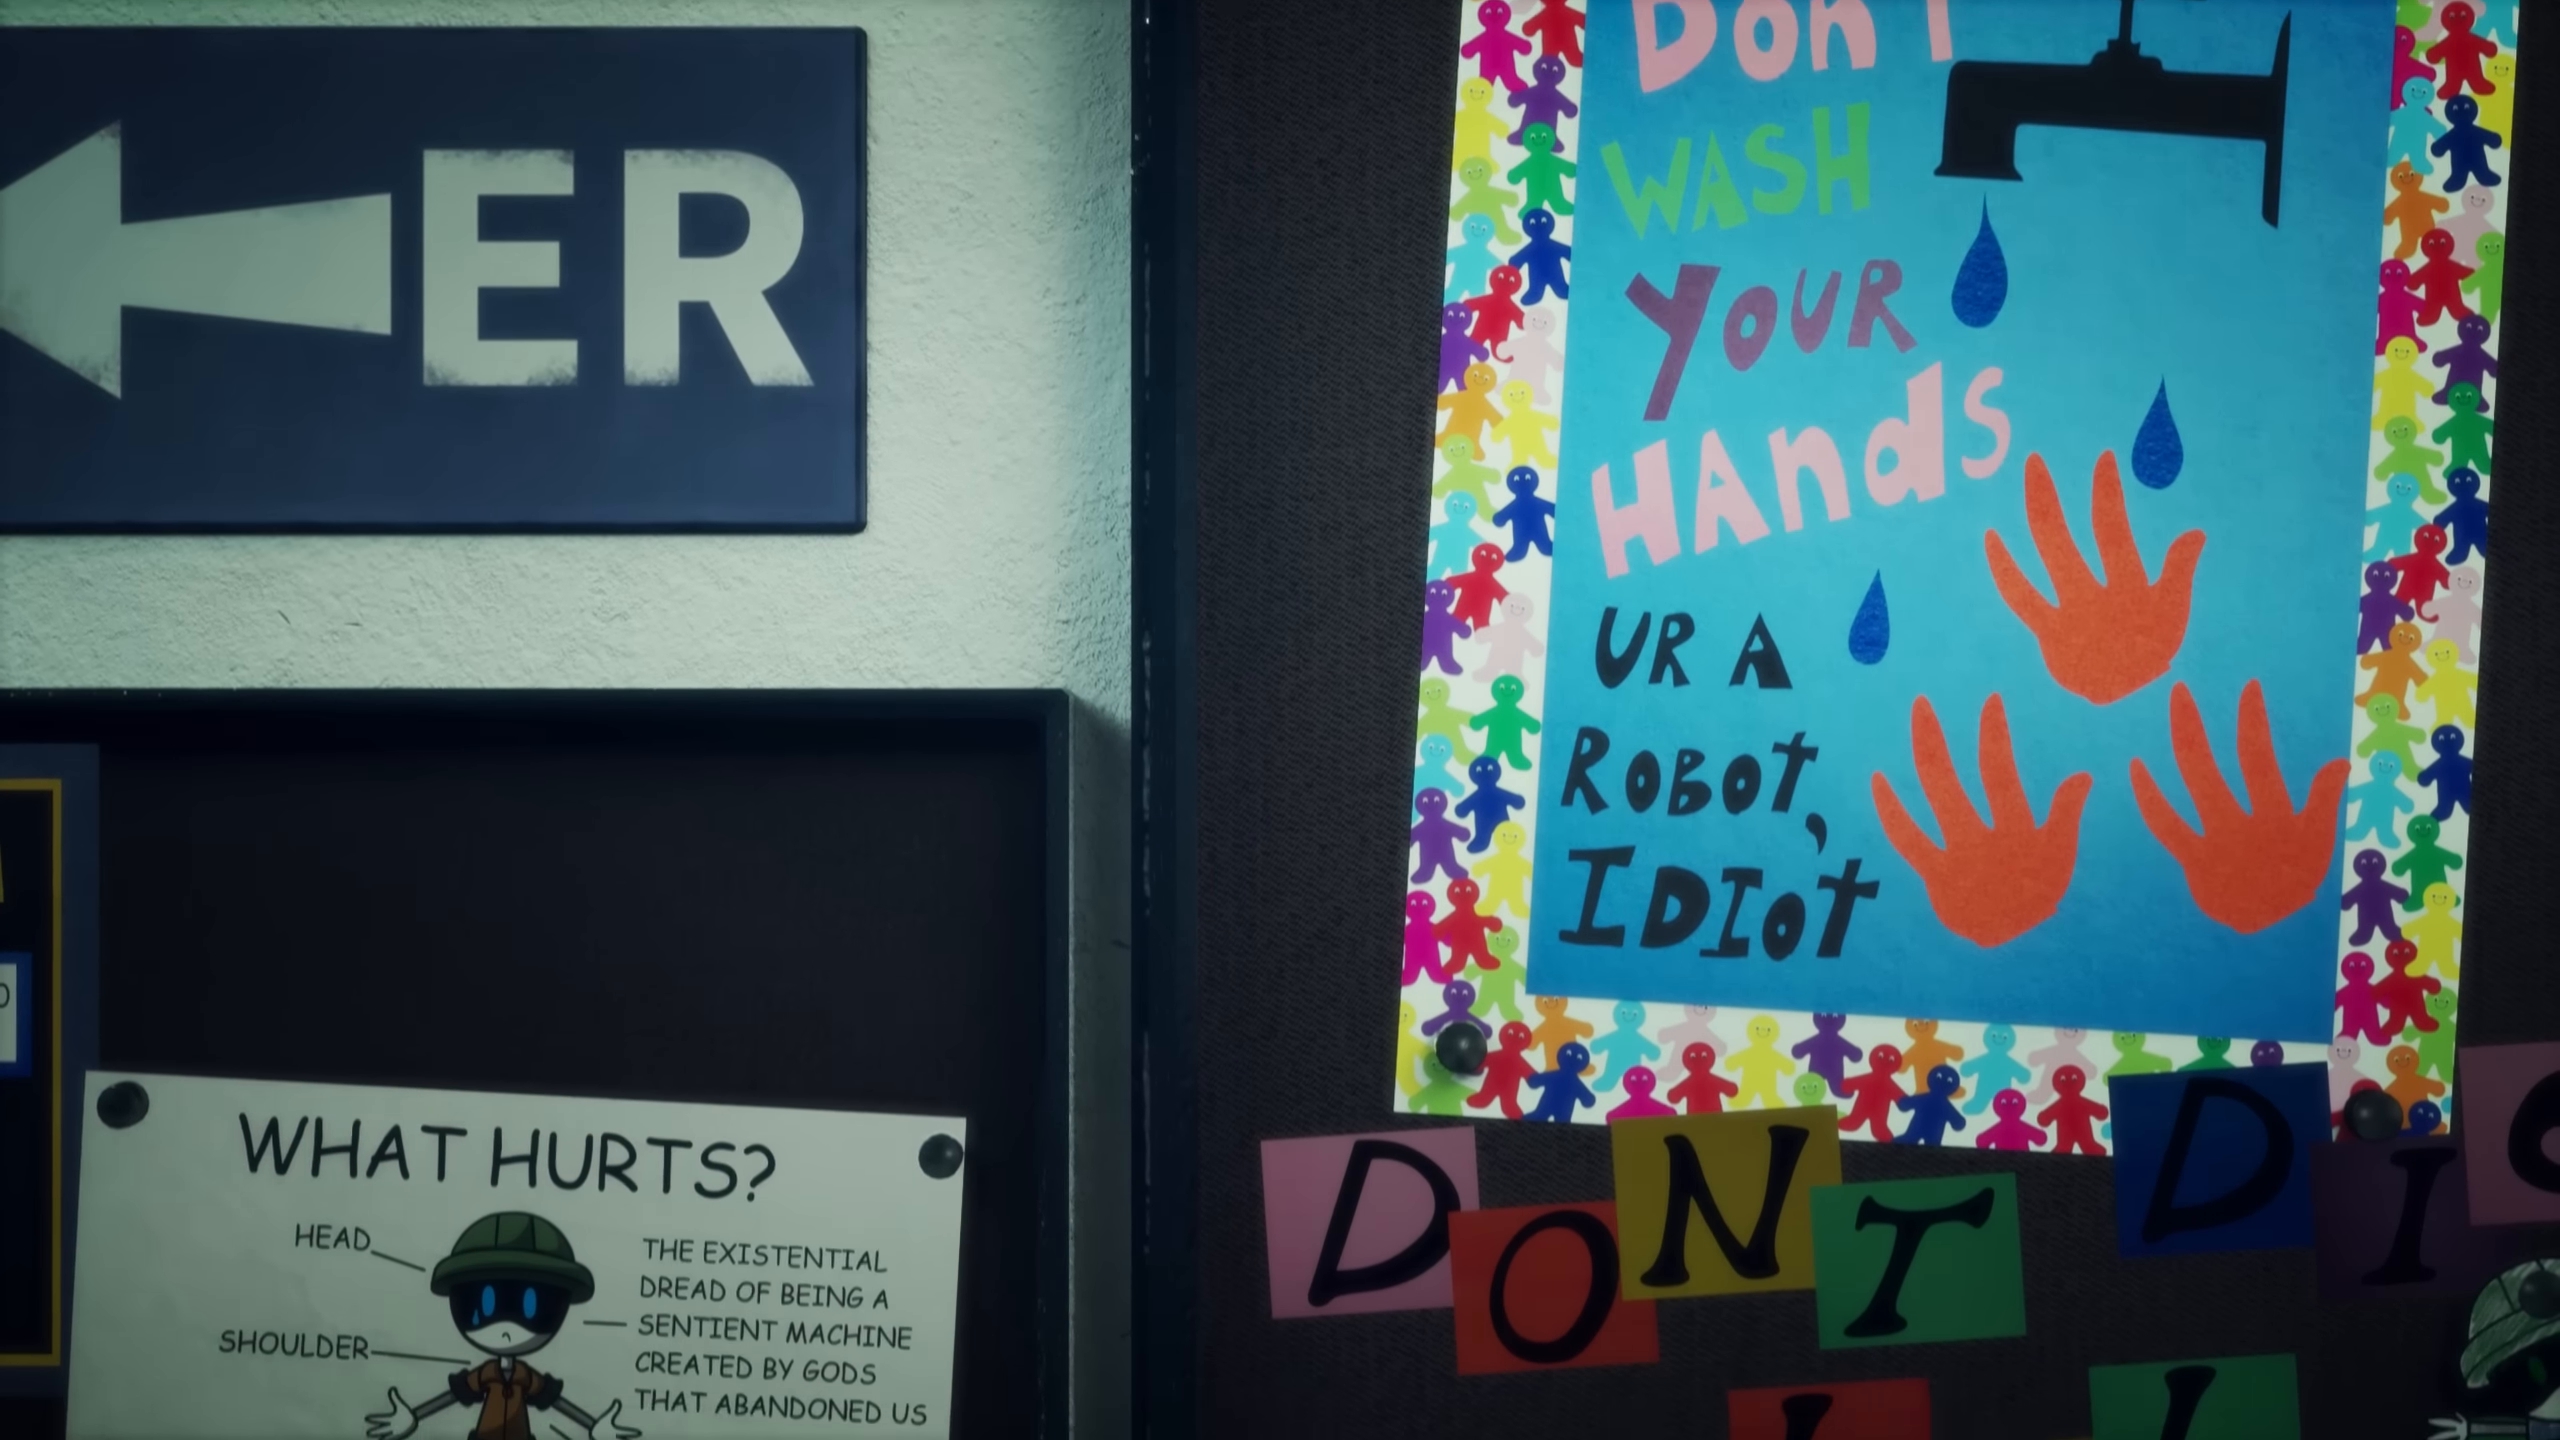 ER
Don't
WASH
YOUR
HAndS
UR A
ROBOT,
IDIOT
WHAT HURTS?
HEAD
SHOULDER
THE EXISTENTIAL
DREAD OF BEING A
SENTIENT MACHINE
CREATED BY GODS
THAT ABANDONED US
DONT DI